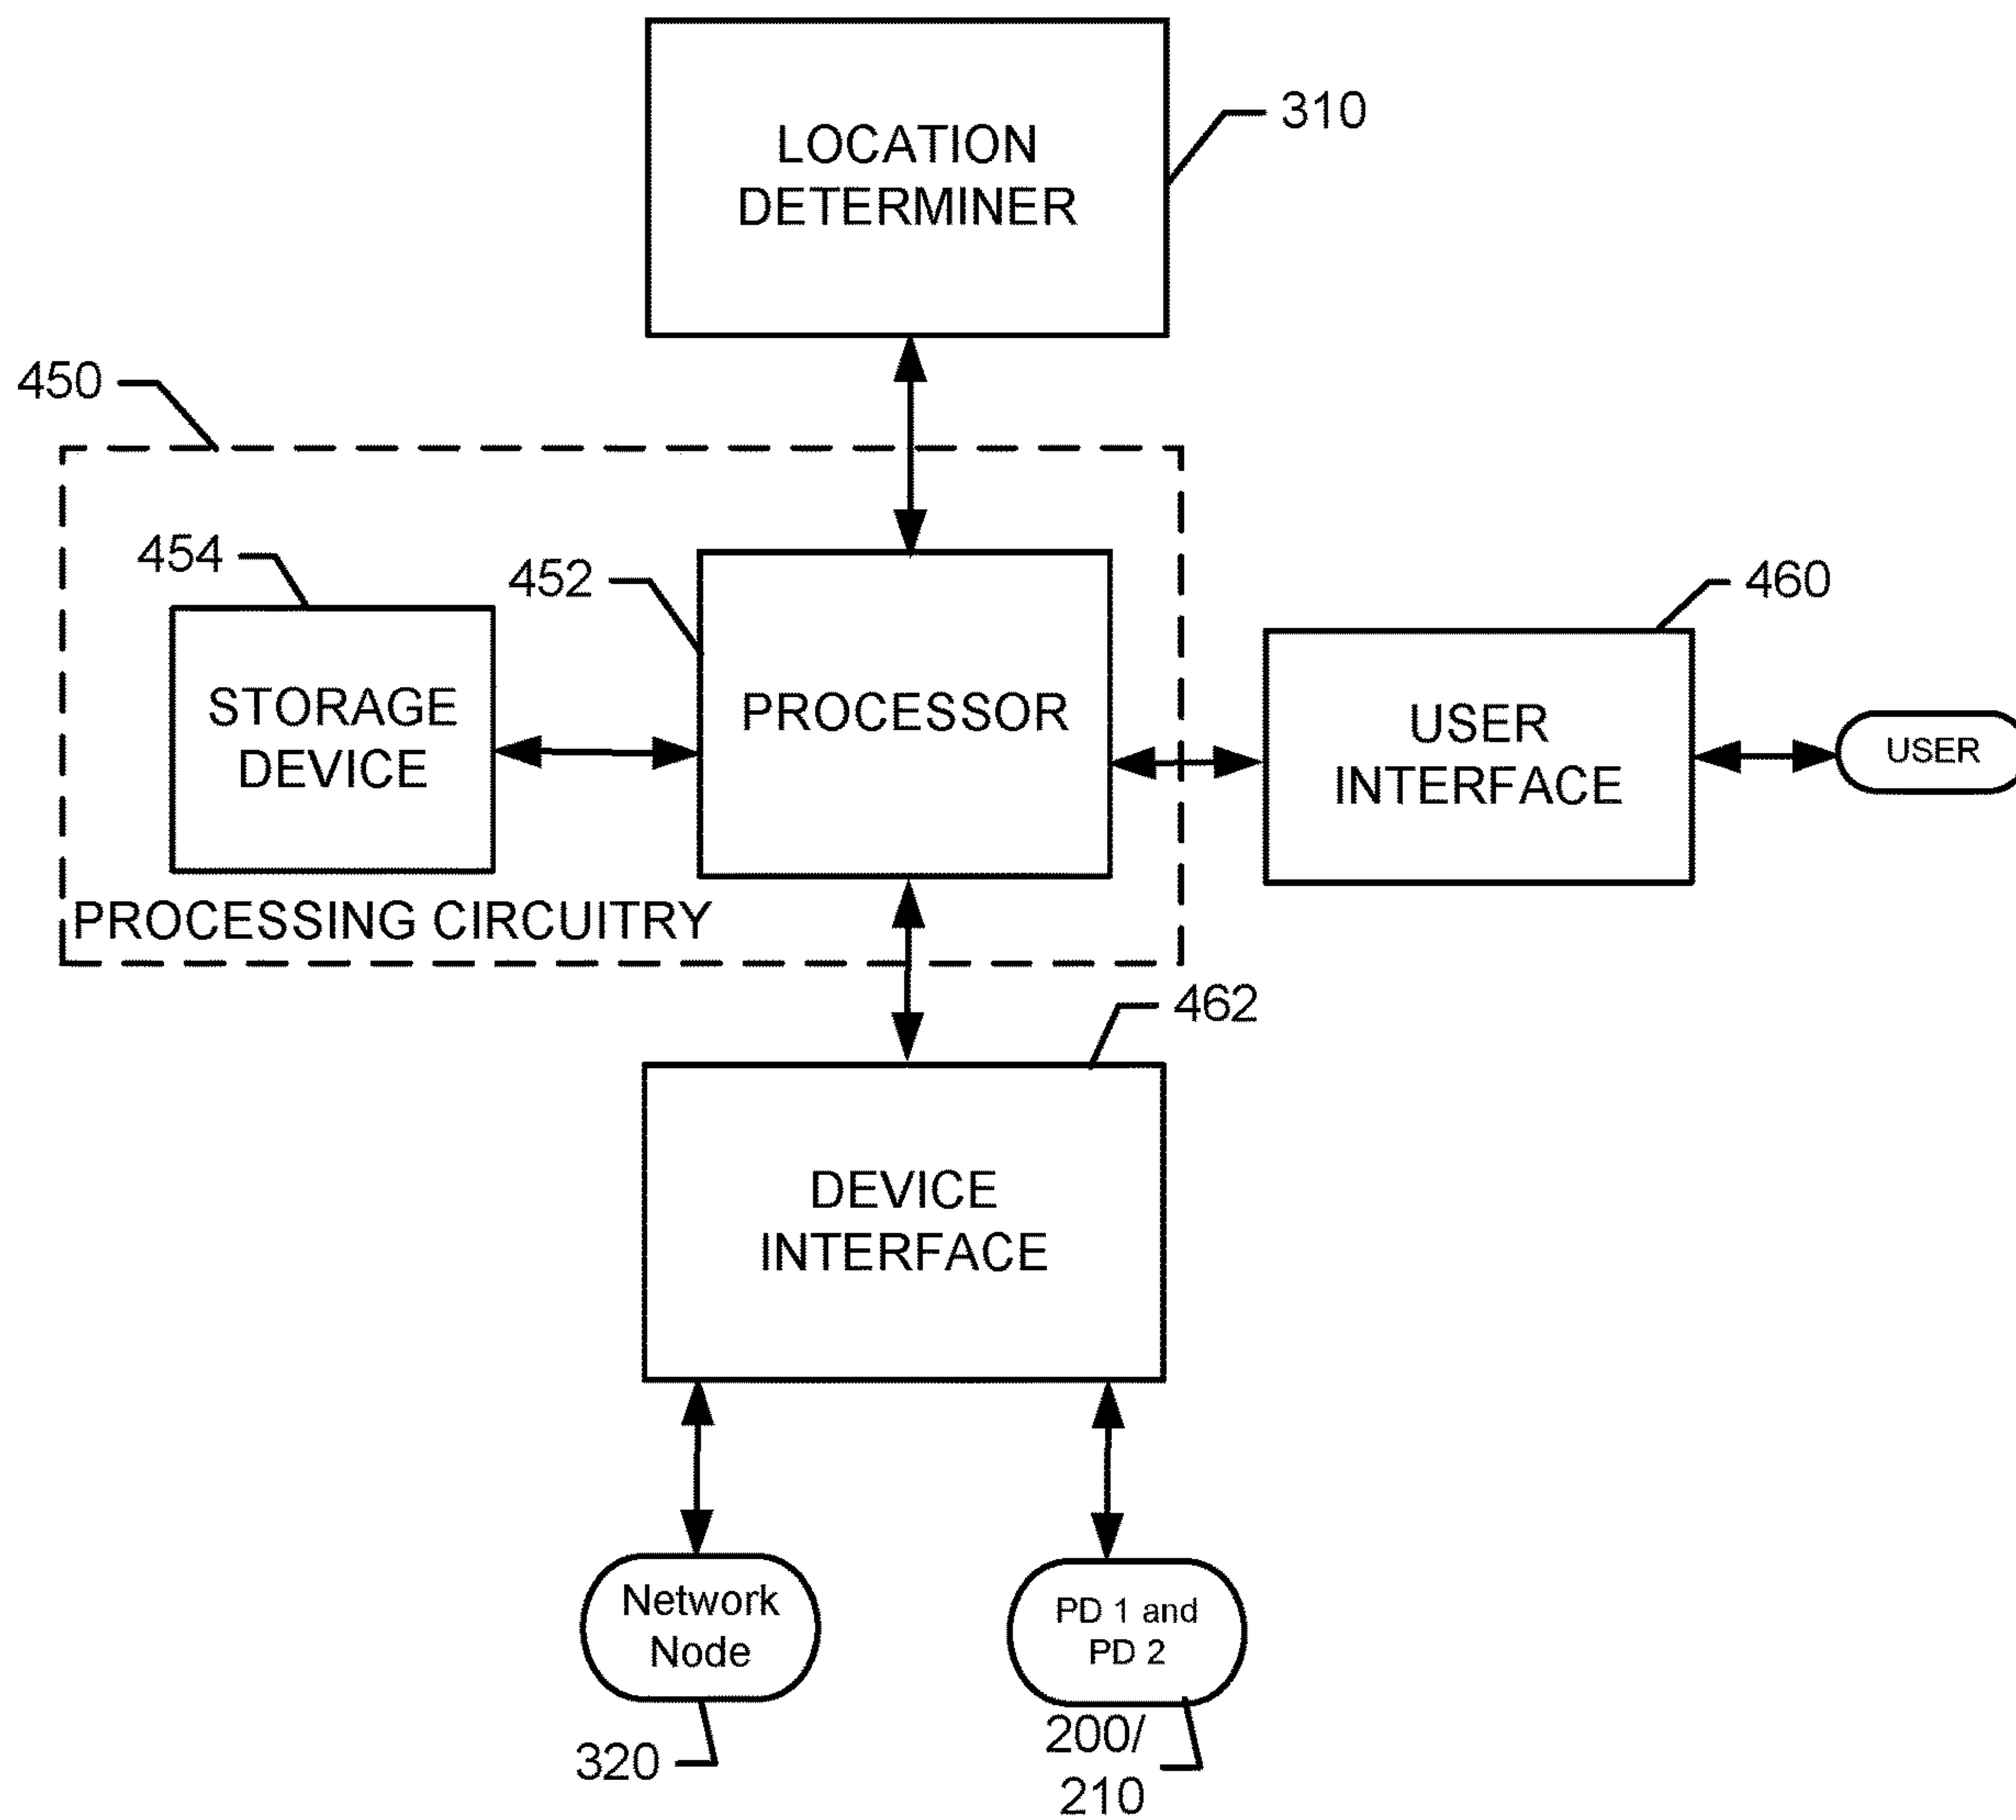 310
LOCATION
DETERMINER
450
454
452
460
STORAGE
DEVICE
PROCESSOR
USER
INTERFACE
USER
PROCESSING CIRCUITRY
462
DEVICE
INTERFACE
Network
Node
PD 1 and
PD 2
320
200/
210